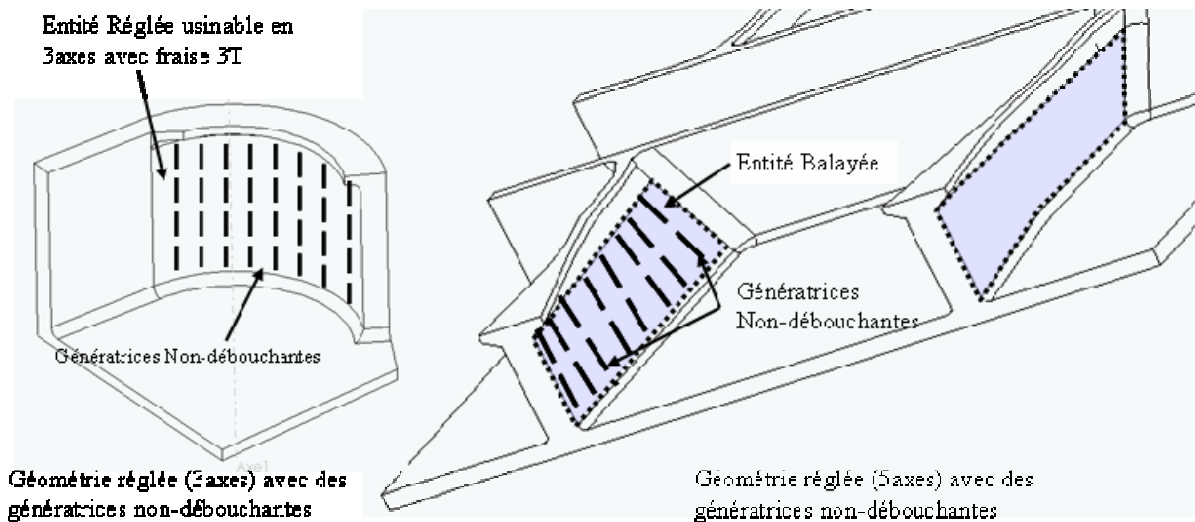 Entité Réglée usinable en
3axes avec fraise 3T
Entité Balayée
Génératrices
Non-débouchantes
Génératrices Non-débouchantes
Axe1
Géométrie réglée (3axes) avec des
génératrices non-débouchantes
Géométrie réglée (5axes) avec des
génératrices non-débouchantes